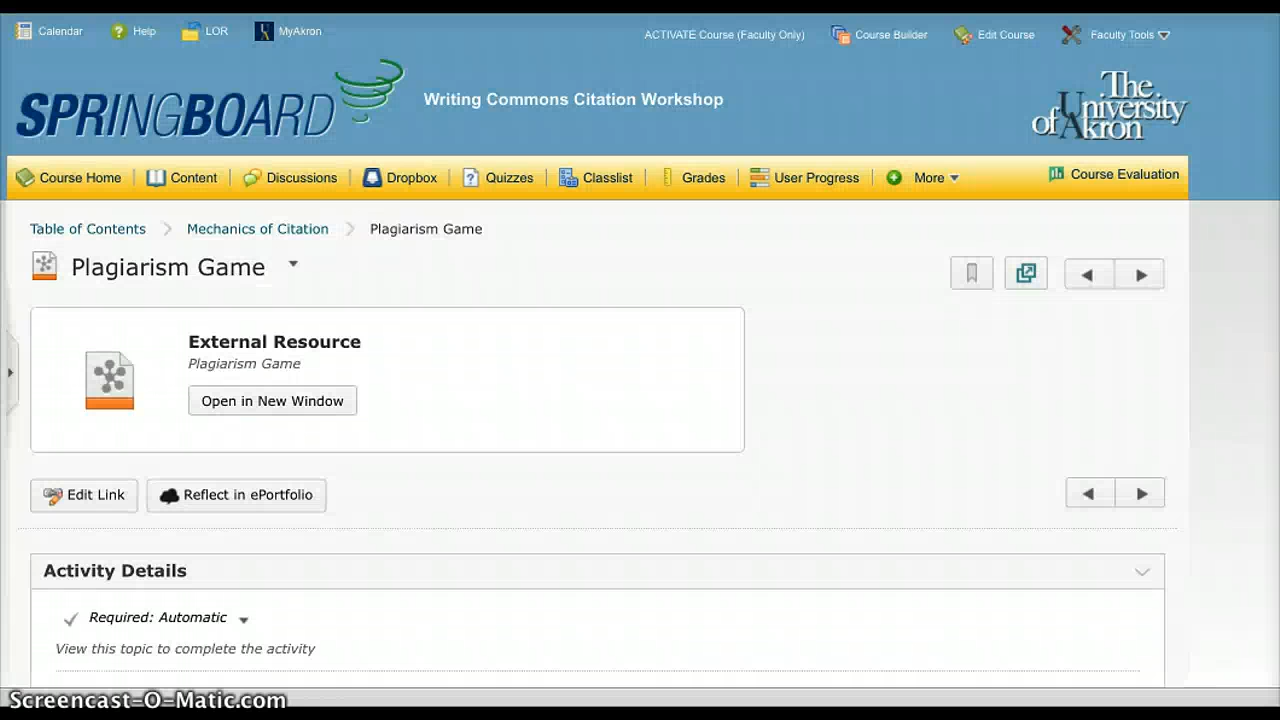 Calendar Help LOR MyAkron ACTIVATE Course (Faculty Only) Course Builder Edit Course Faculty Tools
SPRINGBOARD Writing Commons Citation Workshop The University of Akron
Course Home Content Discussions Dropbox Quizzes Classlist Grades User Progress More Course Evaluation
Table of Contents Mechanics of Citation Plagiarism Game
Plagiarism Game
External Resource
Plagiarism Game
Open in New Window
Edit Link Reflect in ePortfolio
Activity Details
Required: Automatic
View this topic to complete the activity
Screencast-O-Matic.com